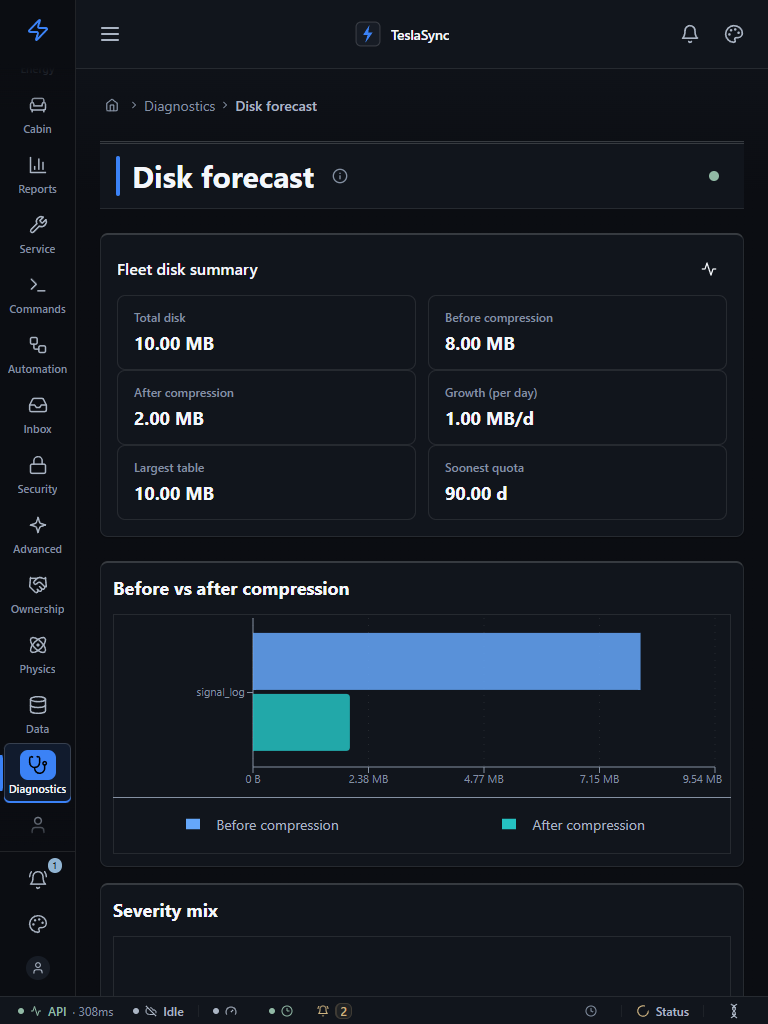 TeslaSync
Diagnostics
Disk forecast
Disk forecast
Cabin
Reports
Service
Commands
Automation
Inbox
Security
Advanced
Ownership
Physics
Data
Diagnostics
1
Fleet disk summary
Total disk
10.00 MB
Before compression
8.00 MB
After compression
2.00 MB
Growth (per day)
1.00 MB/d
Largest table
10.00 MB
Soonest quota
90.00 d
Before vs after compression
signal_log
0 B 2.38 MB 4.77 MB 7.15 MB 9.54 MB
Before compression After compression
Severity mix
API · 308ms Idle 2 Status